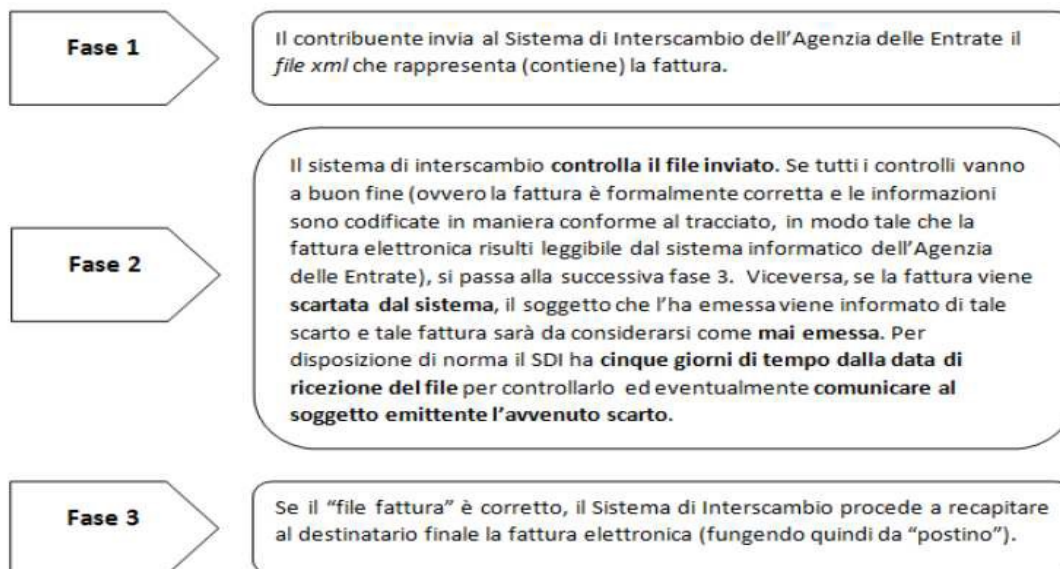 Fase 1
Il contribuente invia al Sistema di Interscambio dell'Agenzia delle Entrate il
file xml che rappresenta (contiene) la fattura.
Fase 2
Il sistema di interscambio controlla il file inviato. Se tutti i controlli vanno
a buon fine (ovvero la fattura è formalmente corretta e le informazioni
sono codificate in maniera conforme al tracciato, in modo tale che la
fattura elettronica risulti leggibile dal sistema informatico dell'Agenzia
delle Entrate), si passa alla successiva fase 3. Viceversa, se la fattura viene
scartata dal sistema, il soggetto che l'ha emessa viene informato di tale
scarto e tale fattura sarà da considerarsi come mai emessa. Per
disposizione di norma il SDI ha cinque giorni di tempo dalla data di
ricezione del file per controllarlo ed eventualmente comunicare al
soggetto emittente l'avvenuto scarto.
Fase 3
Se il "file fattura" è corretto, il Sistema di Interscambio procede a recapitare
al destinatario finale la fattura elettronica (fungendo quindi da "postino").